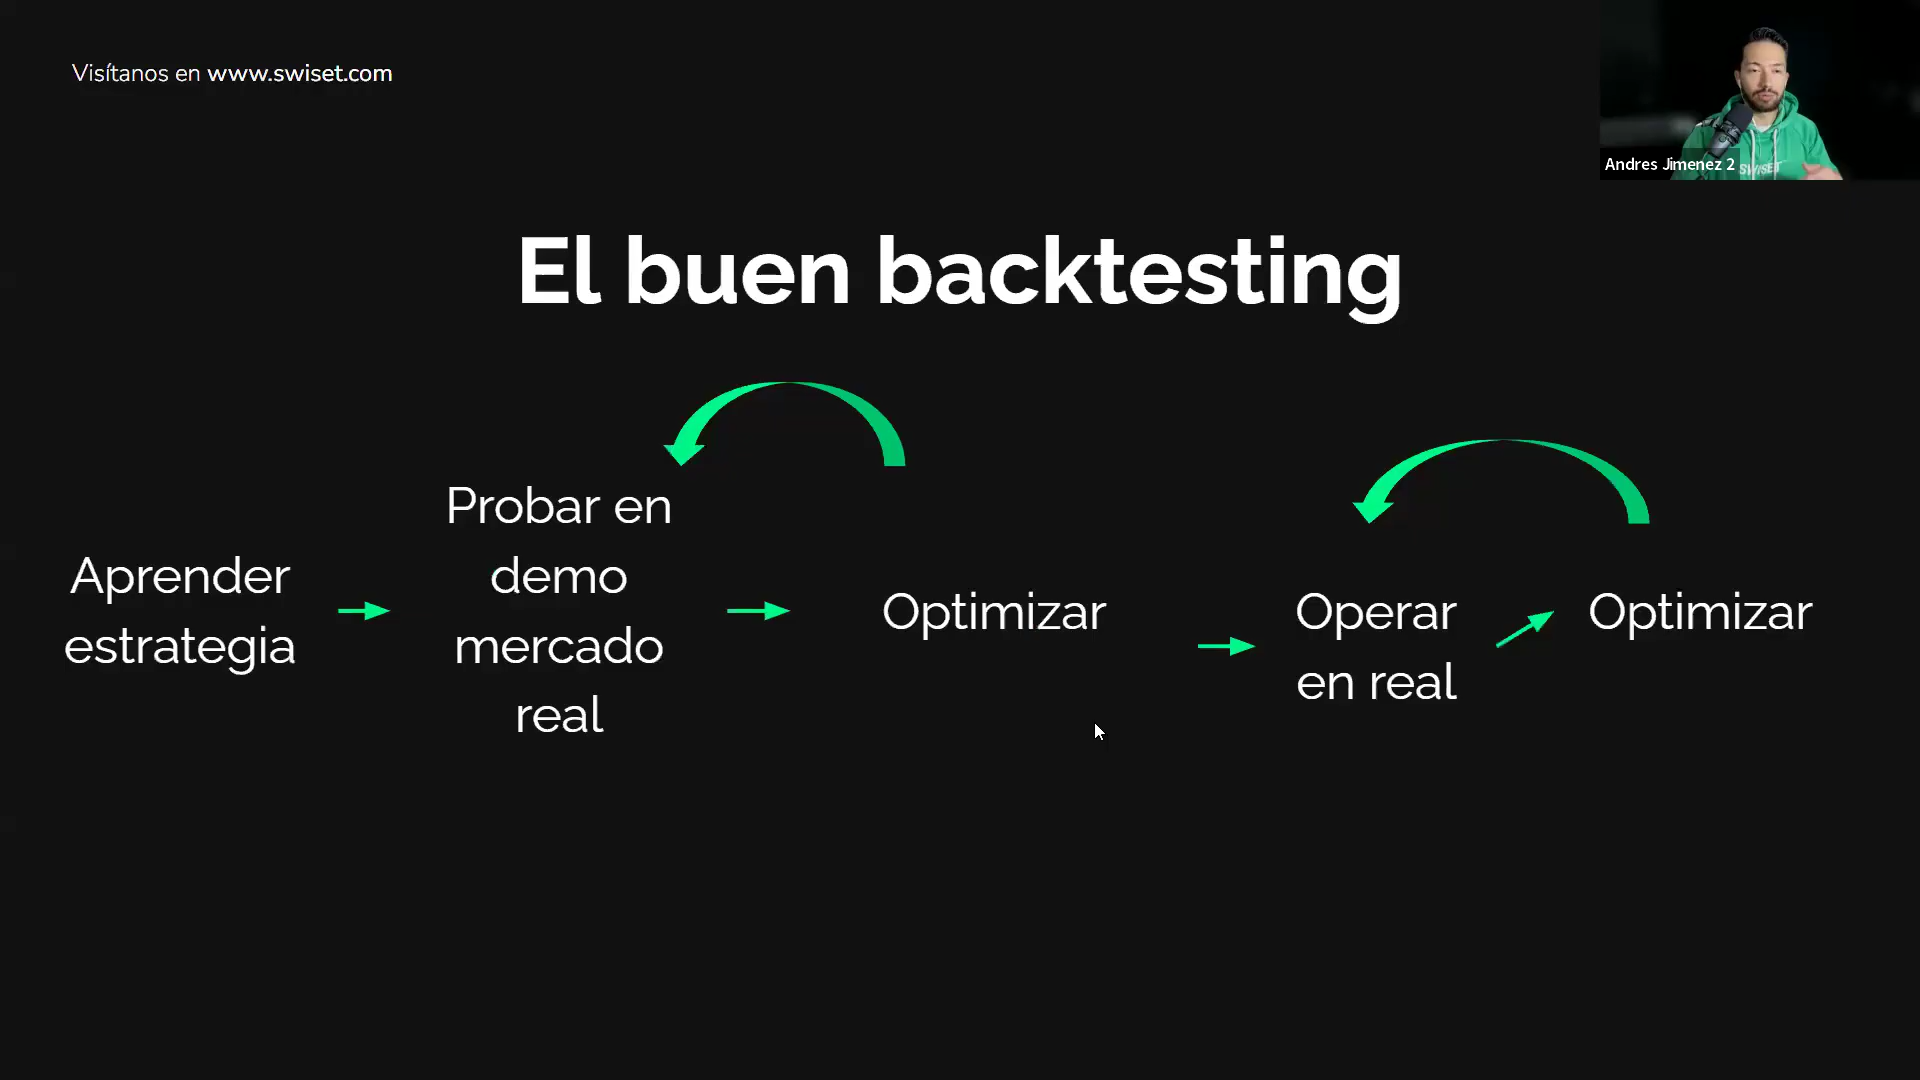 Visítanos en www.swiset.com
Andres Jimenez 2
SWISET
El buen backtesting
Aprender
estrategia
Probar en
demo
mercado
real
Optimizar
Operar
en real
Optimizar